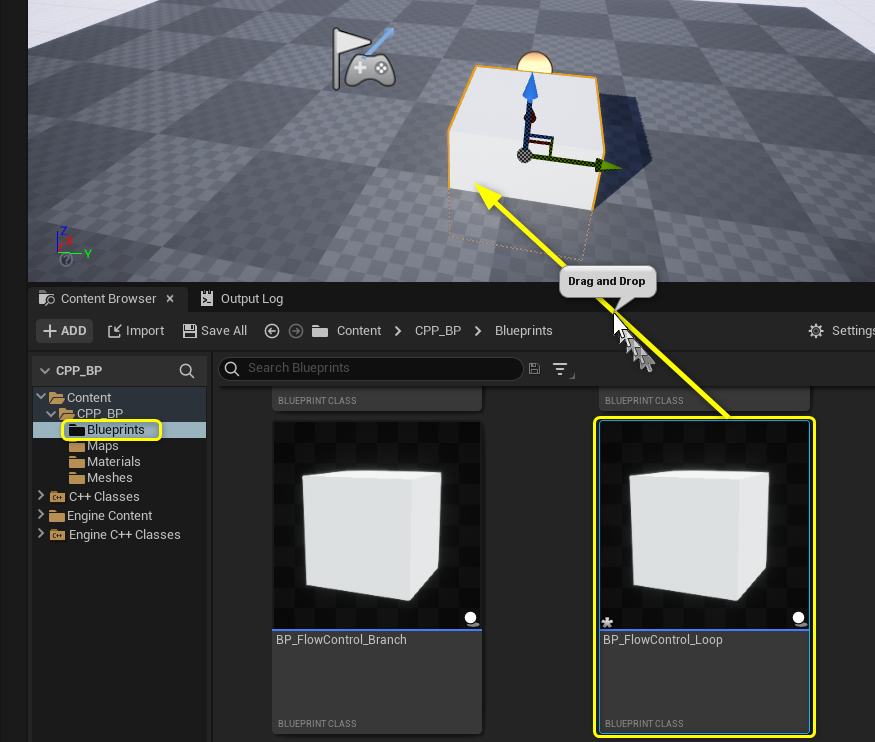 Z
X
Y
?
Drag and Drop
Content Browser
Output Log
ADD
Import
Save All
Content
CPP_BP
Blueprints
Settings
CPP_BP
Search Blueprints
Content
CPP_BP
Blueprints
Maps
Materials
Meshes
C++ Classes
Engine Content
Engine C++ Classes
BLUEPRINT CLASS
BLUEPRINT CLASS
BP_FlowControl_Branch
BP_FlowControl_Loop
BLUEPRINT CLASS
BLUEPRINT CLASS